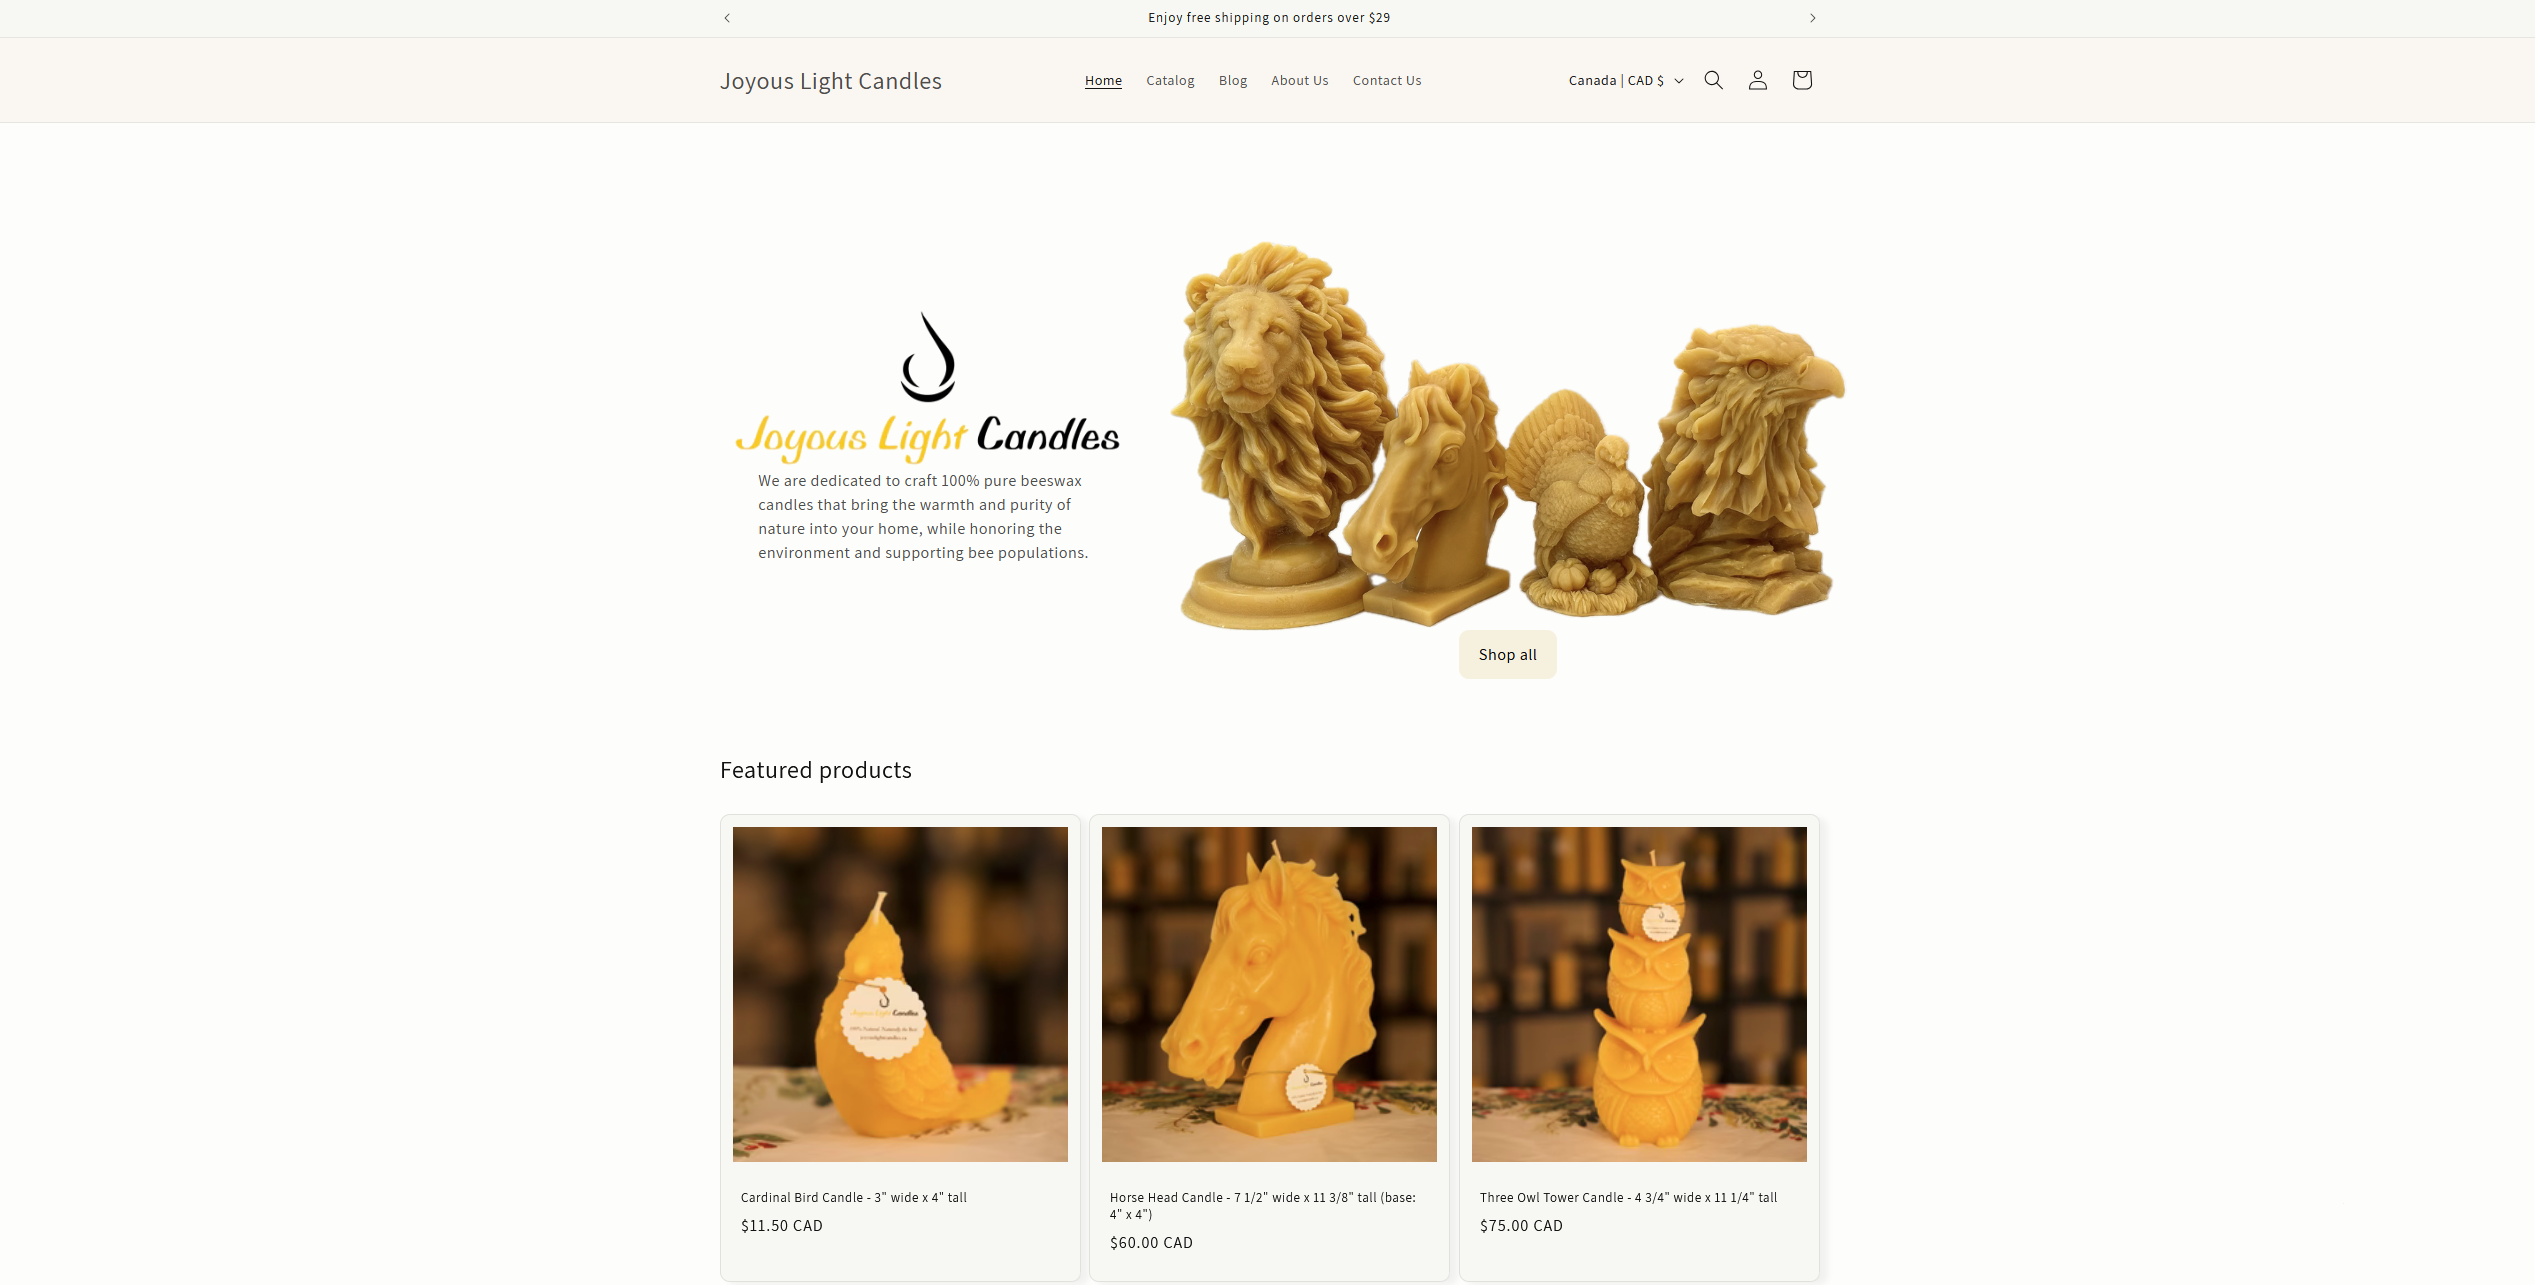 Enjoy free shipping on orders over $29
Joyous Light Candles
Home
Catalog
Blog
About Us
Contact Us
Canada | CAD $
Joyous Light Candles
We are dedicated to craft 100% pure beeswax
candles that bring the warmth and purity of
nature into your home, while honoring the
environment and supporting bee populations.
Shop all
Featured products
Joyous Light Candles
Cardinal Bird Candle - 3" wide x 4" tall
$11.50 CAD
Horse Head Candle - 7 1/2" wide x 11 3/8" tall (base:
4" x 4")
$60.00 CAD
Three Owl Tower Candle - 4 3/4" wide x 11 1/4" tall
$75.00 CAD